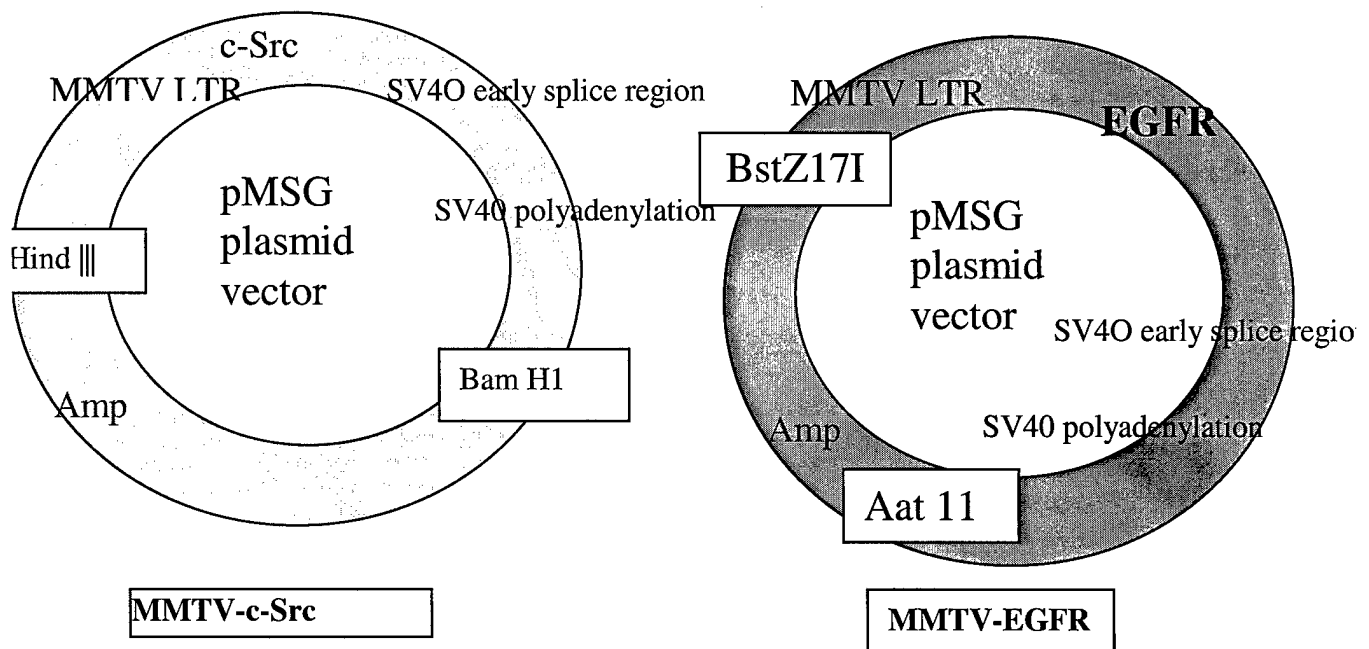 c-Src
MMTV LTR
SV4O early splice region
pMSG
plasmid
vector
SV40 polyadenylation
Hind |||
Bam H1
Amp
MMTV-c-Src
MMTV LTR
EGFR
BstZ17I
pMSG
plasmid
vector
SV4O early splice regio
SV40 polyadenylation
Amp
Aat 11
MMTV-EGFR